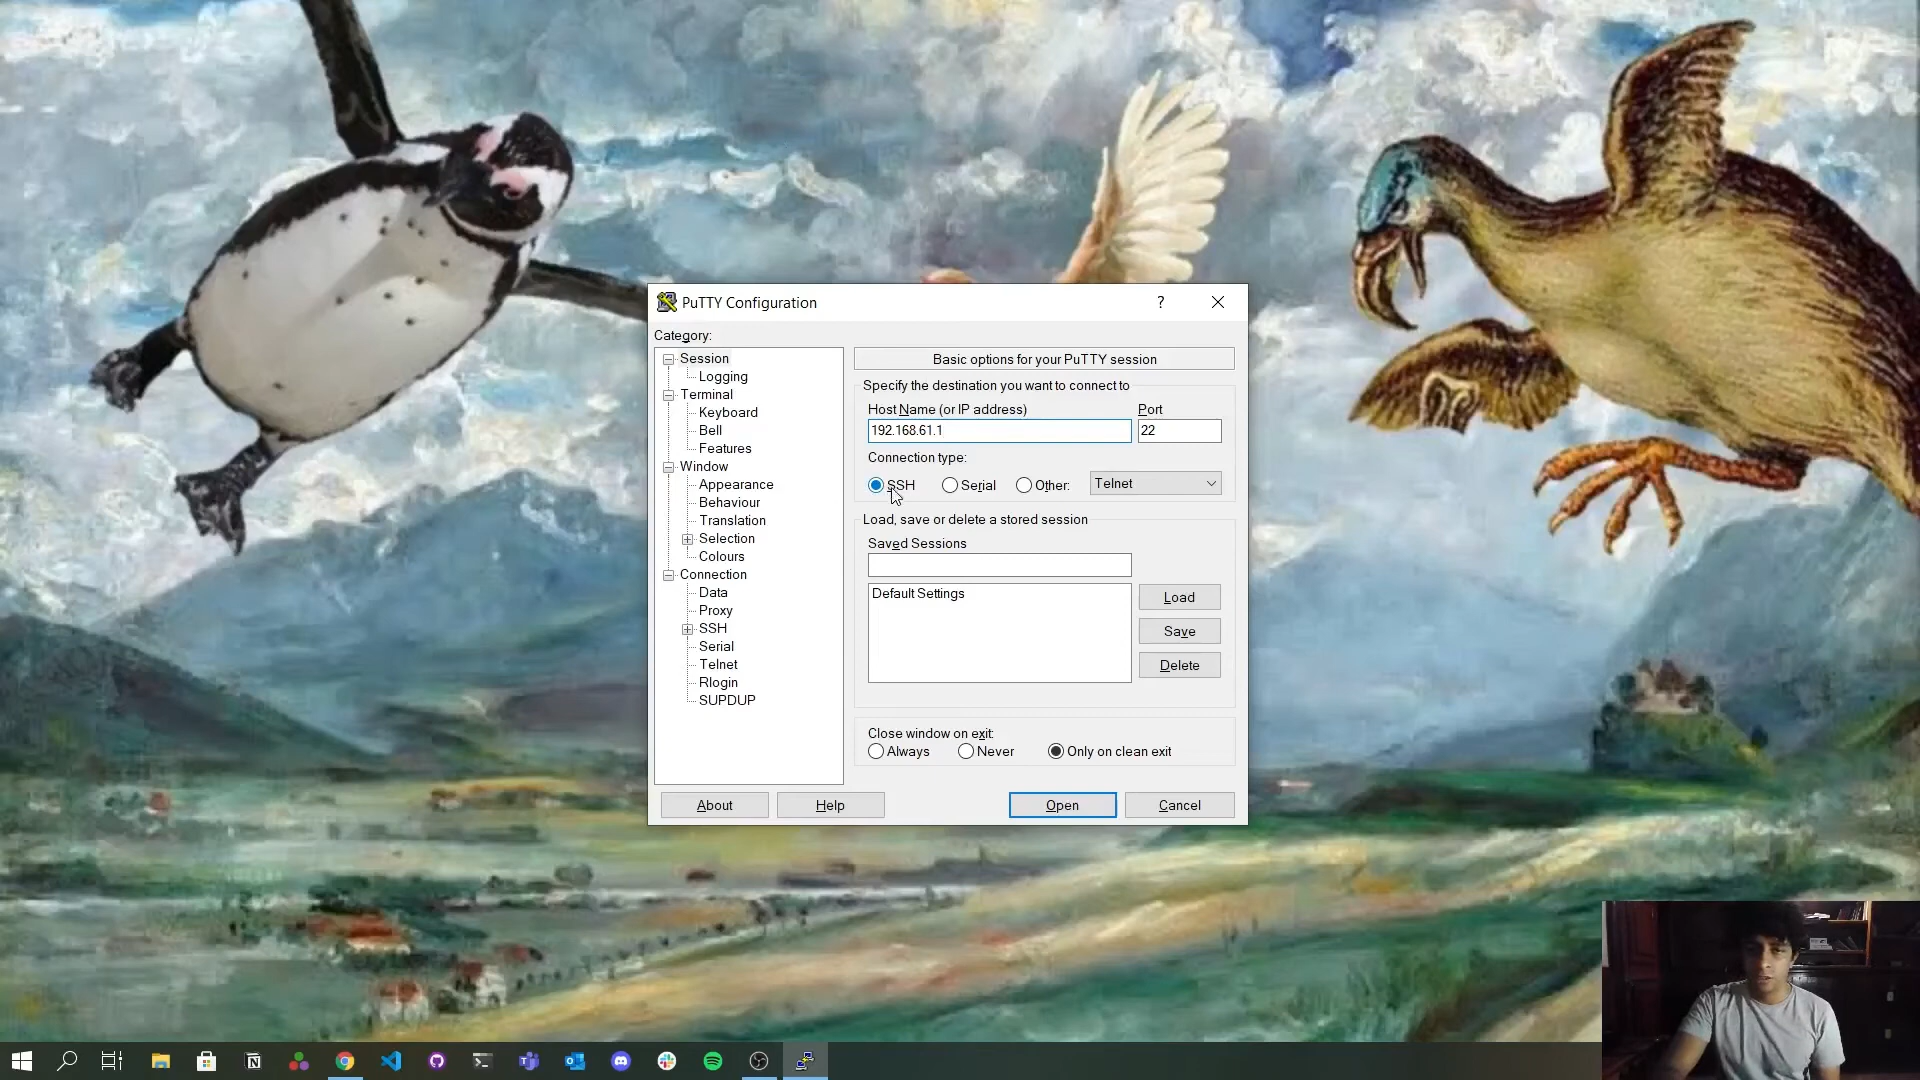 PuTTY Configuration
?
Category:
Session
Logging
Terminal
Keyboard
Bell
Features
Window
Appearance
Behaviour
Translation
Selection
Colours
Connection
Data
Proxy
SSH
Serial
Telnet
Rlogin
SUPDUP
Basic options for your PuTTY session
Specify the destination you want to connect to
Host Name (or IP address) Port
192.168.61.1 22
Connection type:
SSH Serial Other: Telnet
Load, save or delete a stored session
Saved Sessions
Default Settings
Load
Save
Delete
Close window on exit:
Always Never Only on clean exit
About Help Open Cancel